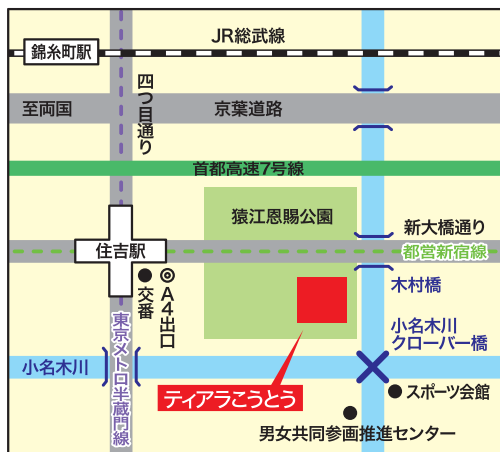 JR総武線
錦糸町駅
四つ目通り
至両国
京葉道路
首都高速7号線
猿江恩賜公園
新大橋通り
住吉駅
都営新宿線
交番
A4出口
木村橋
東京メトロ半蔵門線
小名木川
クローバー橋
小名木川
ティアラこうとう
スポーツ会館
男女共同参画推進センター